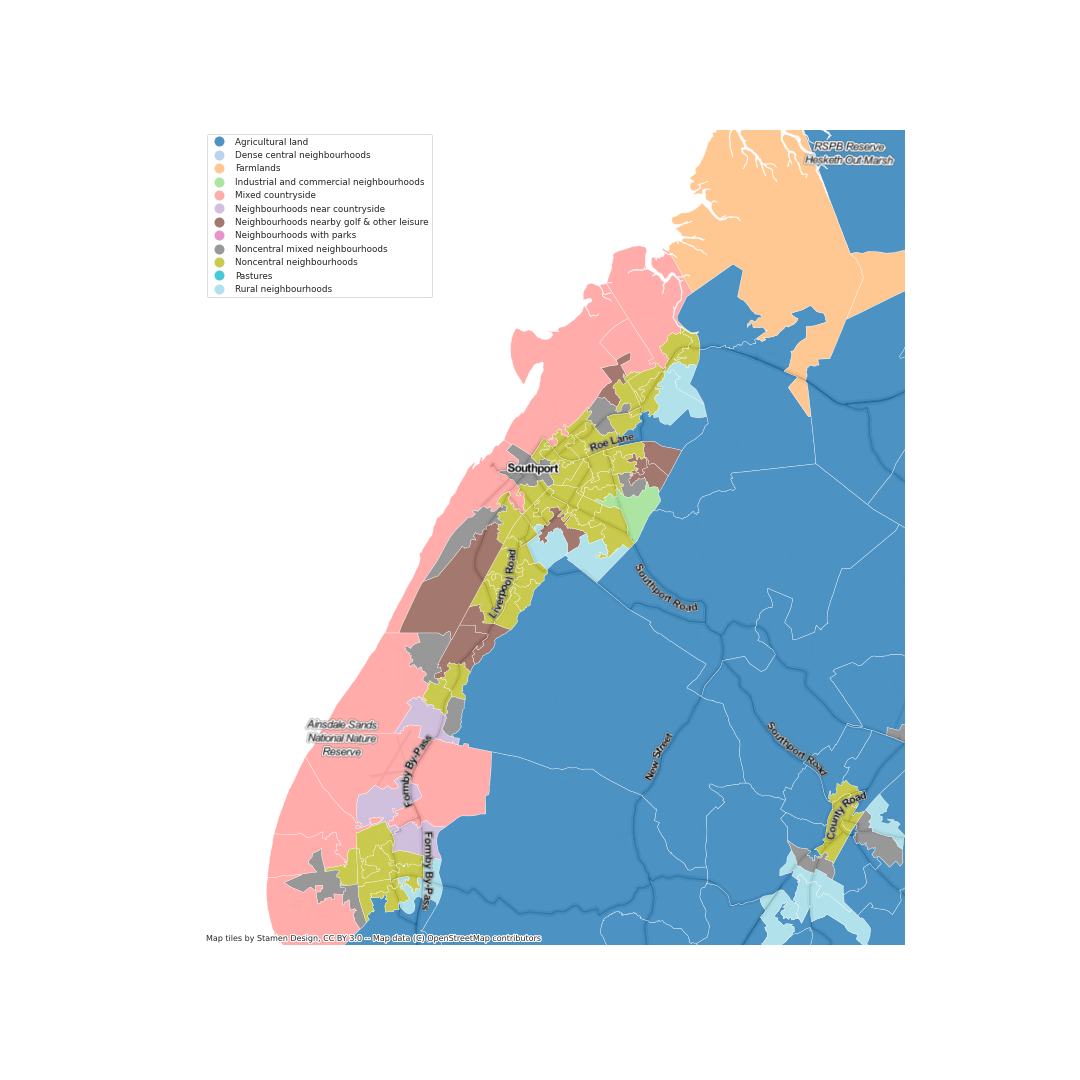 Agricultural land
Dense central neighbourhoods
Farmlands
Industrial and commercial neighbourhoods
Mixed countryside
Neighbourhoods near countryside
Neighbourhoods nearby golf & other leisure
Neighbourhoods with parks
Noncentral mixed neighbourhoods
Noncentral neighbourhoods
Pastures
Rural neighbourhoods
RSPB Reserve
Hesketh Out Marsh
Roe Lane
Southport
Liverpool Road
Southport Road
Ainsdale Sands
National Nature
Reserve
Formby By-Pass
New Street
Southport Road
County Road
Formby By-Pass
Map tiles by Stamen Design, CC BY 3.0 -- Map data (C) OpenStreetMap contributors